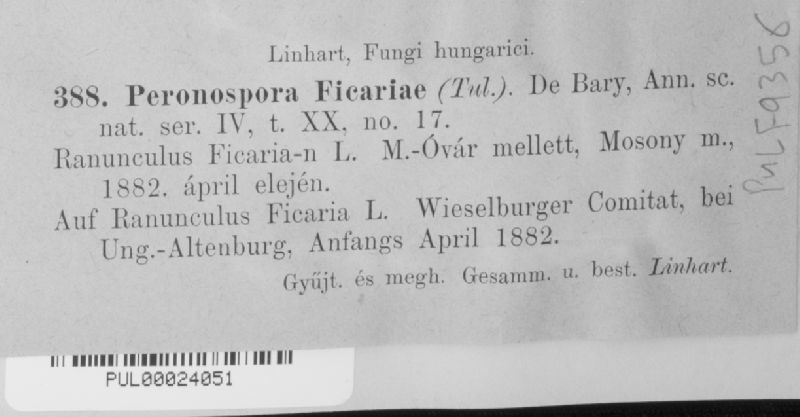 Linhart, Fungi hungarici.
388. Peronospora Ficariae (Tul.). De Bary, Ann. sc.
nat. ser. IV, t. XX, no. 17.
Ranunculus Ficaria-n L. M.-Óvár mellett, Mosony m.,
1882. ápril elején.
Auf Ranunculus Ficaria L. Wieselburger Comitat, bei
Ung.-Altenburg, Anfangs April 1882.
Gyűjt. és megh. Gesamm. u. best. Linhart.
PUL F9356
PUL00024051